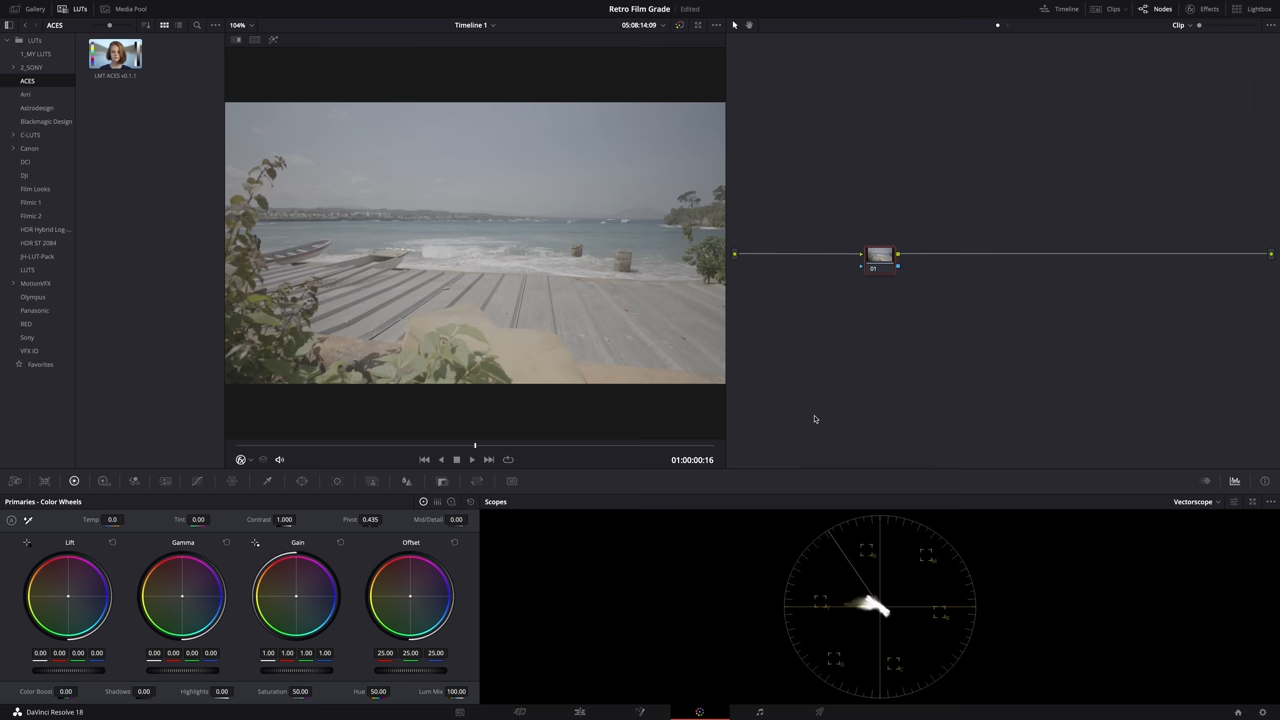 Gallery LUTs Media Pool Retro Film Grade Edited Timeline Clips Nodes Effects Lightbox
ACES 104% Timeline 1 05:08:14:09 Clip
LUTs
1_MY LUTS
2_SONY
ACES
Arri
Astrodesign
Blackmagic Design
C-LUTS
Canon
DCI
DJI
Film Looks
Filmic 1
Filmic 2
HDR Hybrid Log-...
HDR ST 2084
JH-LUT-Pack
LUTS
MotionVFX
Olympus
Panasonic
RED
Sony
VFX IO
Favorites
LMT ACES v0.1.1
01
01:00:00:16
Primaries - Color Wheels
Temp 0.0 Tint 0.00 Contrast 1.000 Pivot 0.435 Mid/Detail 0.00
Lift Gamma Gain Offset
0.00 0.00 0.00 0.00 0.00 0.00 0.00 0.00 1.00 1.00 1.00 1.00 25.00 25.00 25.00
Color Boost 0.00 Shadows 0.00 Highlights 0.00 Saturation 50.00 Hue 50.00 Lum Mix 100.00
Scopes Vectorscope
DaVinci Resolve 18